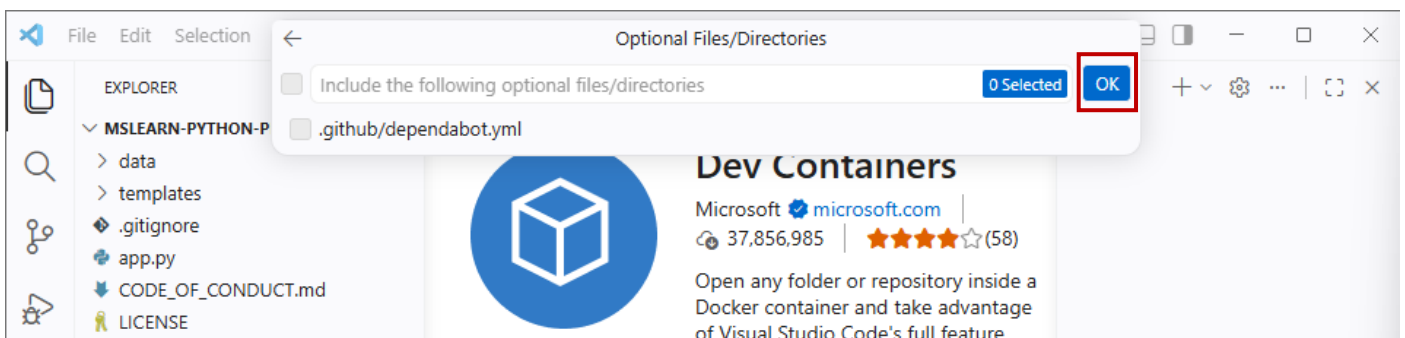 File Edit Selection
Optional Files/Directories
Include the following optional files/directories
0 Selected
OK
.github/dependabot.yml
EXPLORER
MSLEARN-PYTHON-P
data
templates
.gitignore
app.py
CODE_OF_CONDUCT.md
LICENSE
Dev Containers
Microsoft microsoft.com
37,856,985 (58)
Open any folder or repository inside a
Docker container and take advantage
of Visual Studio Code's full feature